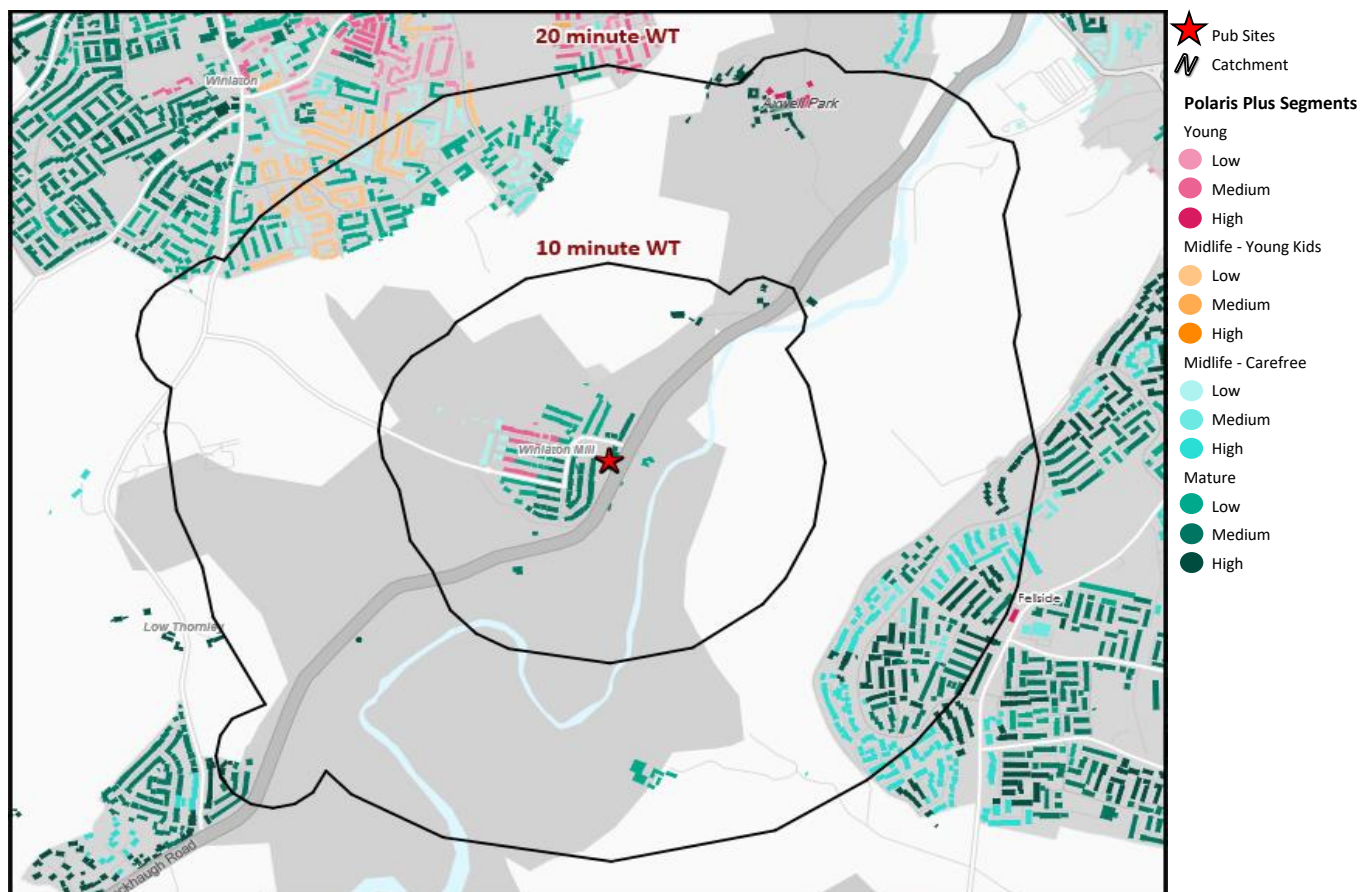 20 minute WT
Winlaton
Axwell Park
10 minute WT
Winlaton Mill
Fellside
Low Thornley
Road
Pub Sites
Catchment
Polaris Plus Segments
Young
Low
Medium
High
Midlife - Young Kids
Low
Medium
High
Midlife - Carefree
Low
Medium
High
Mature
Low
Medium
High